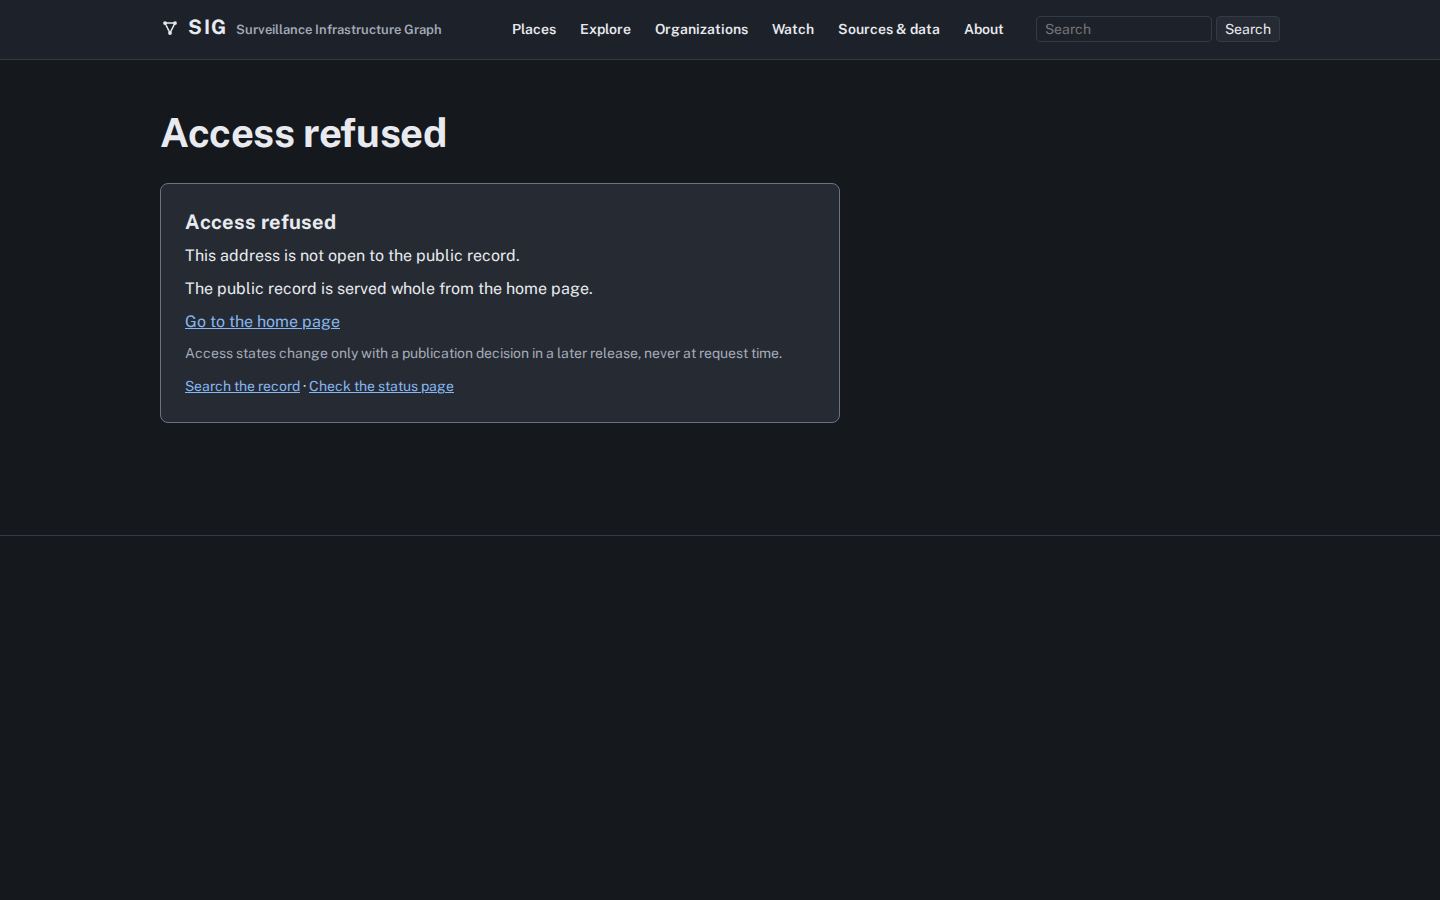 SIG Surveillance Infrastructure Graph Places Explore Organizations Watch Sources & data About Search Search
Access refused
Access refused
This address is not open to the public record.
The public record is served whole from the home page.
Go to the home page
Access states change only with a publication decision in a later release, never at request time.
Search the record · Check the status page